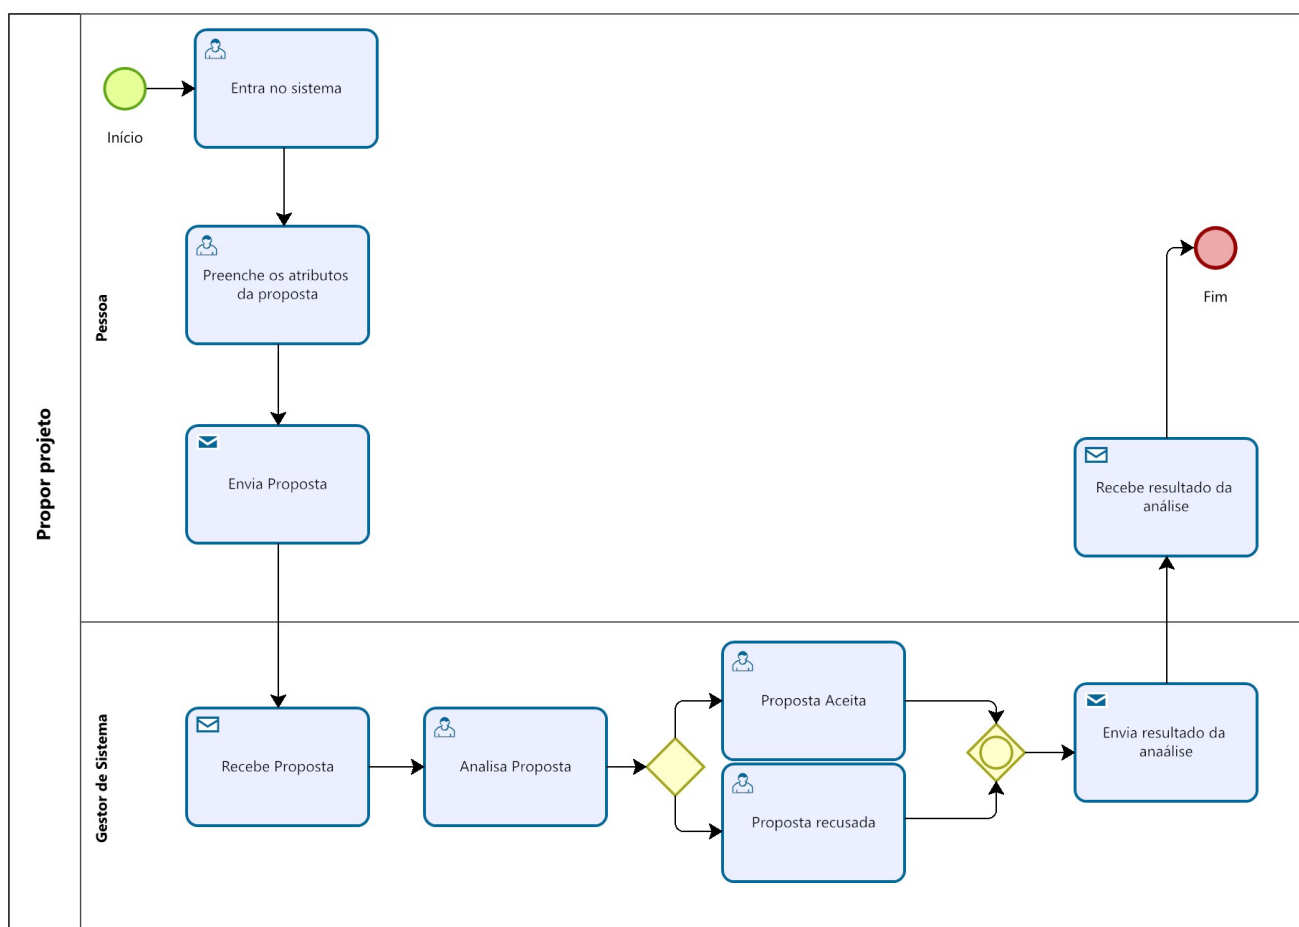 Propor projeto
Pessoa
Início
Entra no sistema
Preenche os atributos
da proposta
Envia Proposta
Fim
Recebe resultado da
análise
Gestor de Sistema
Recebe Proposta
Analisa Proposta
Proposta Aceita
Proposta recusada
Envia resultado da
anaálise